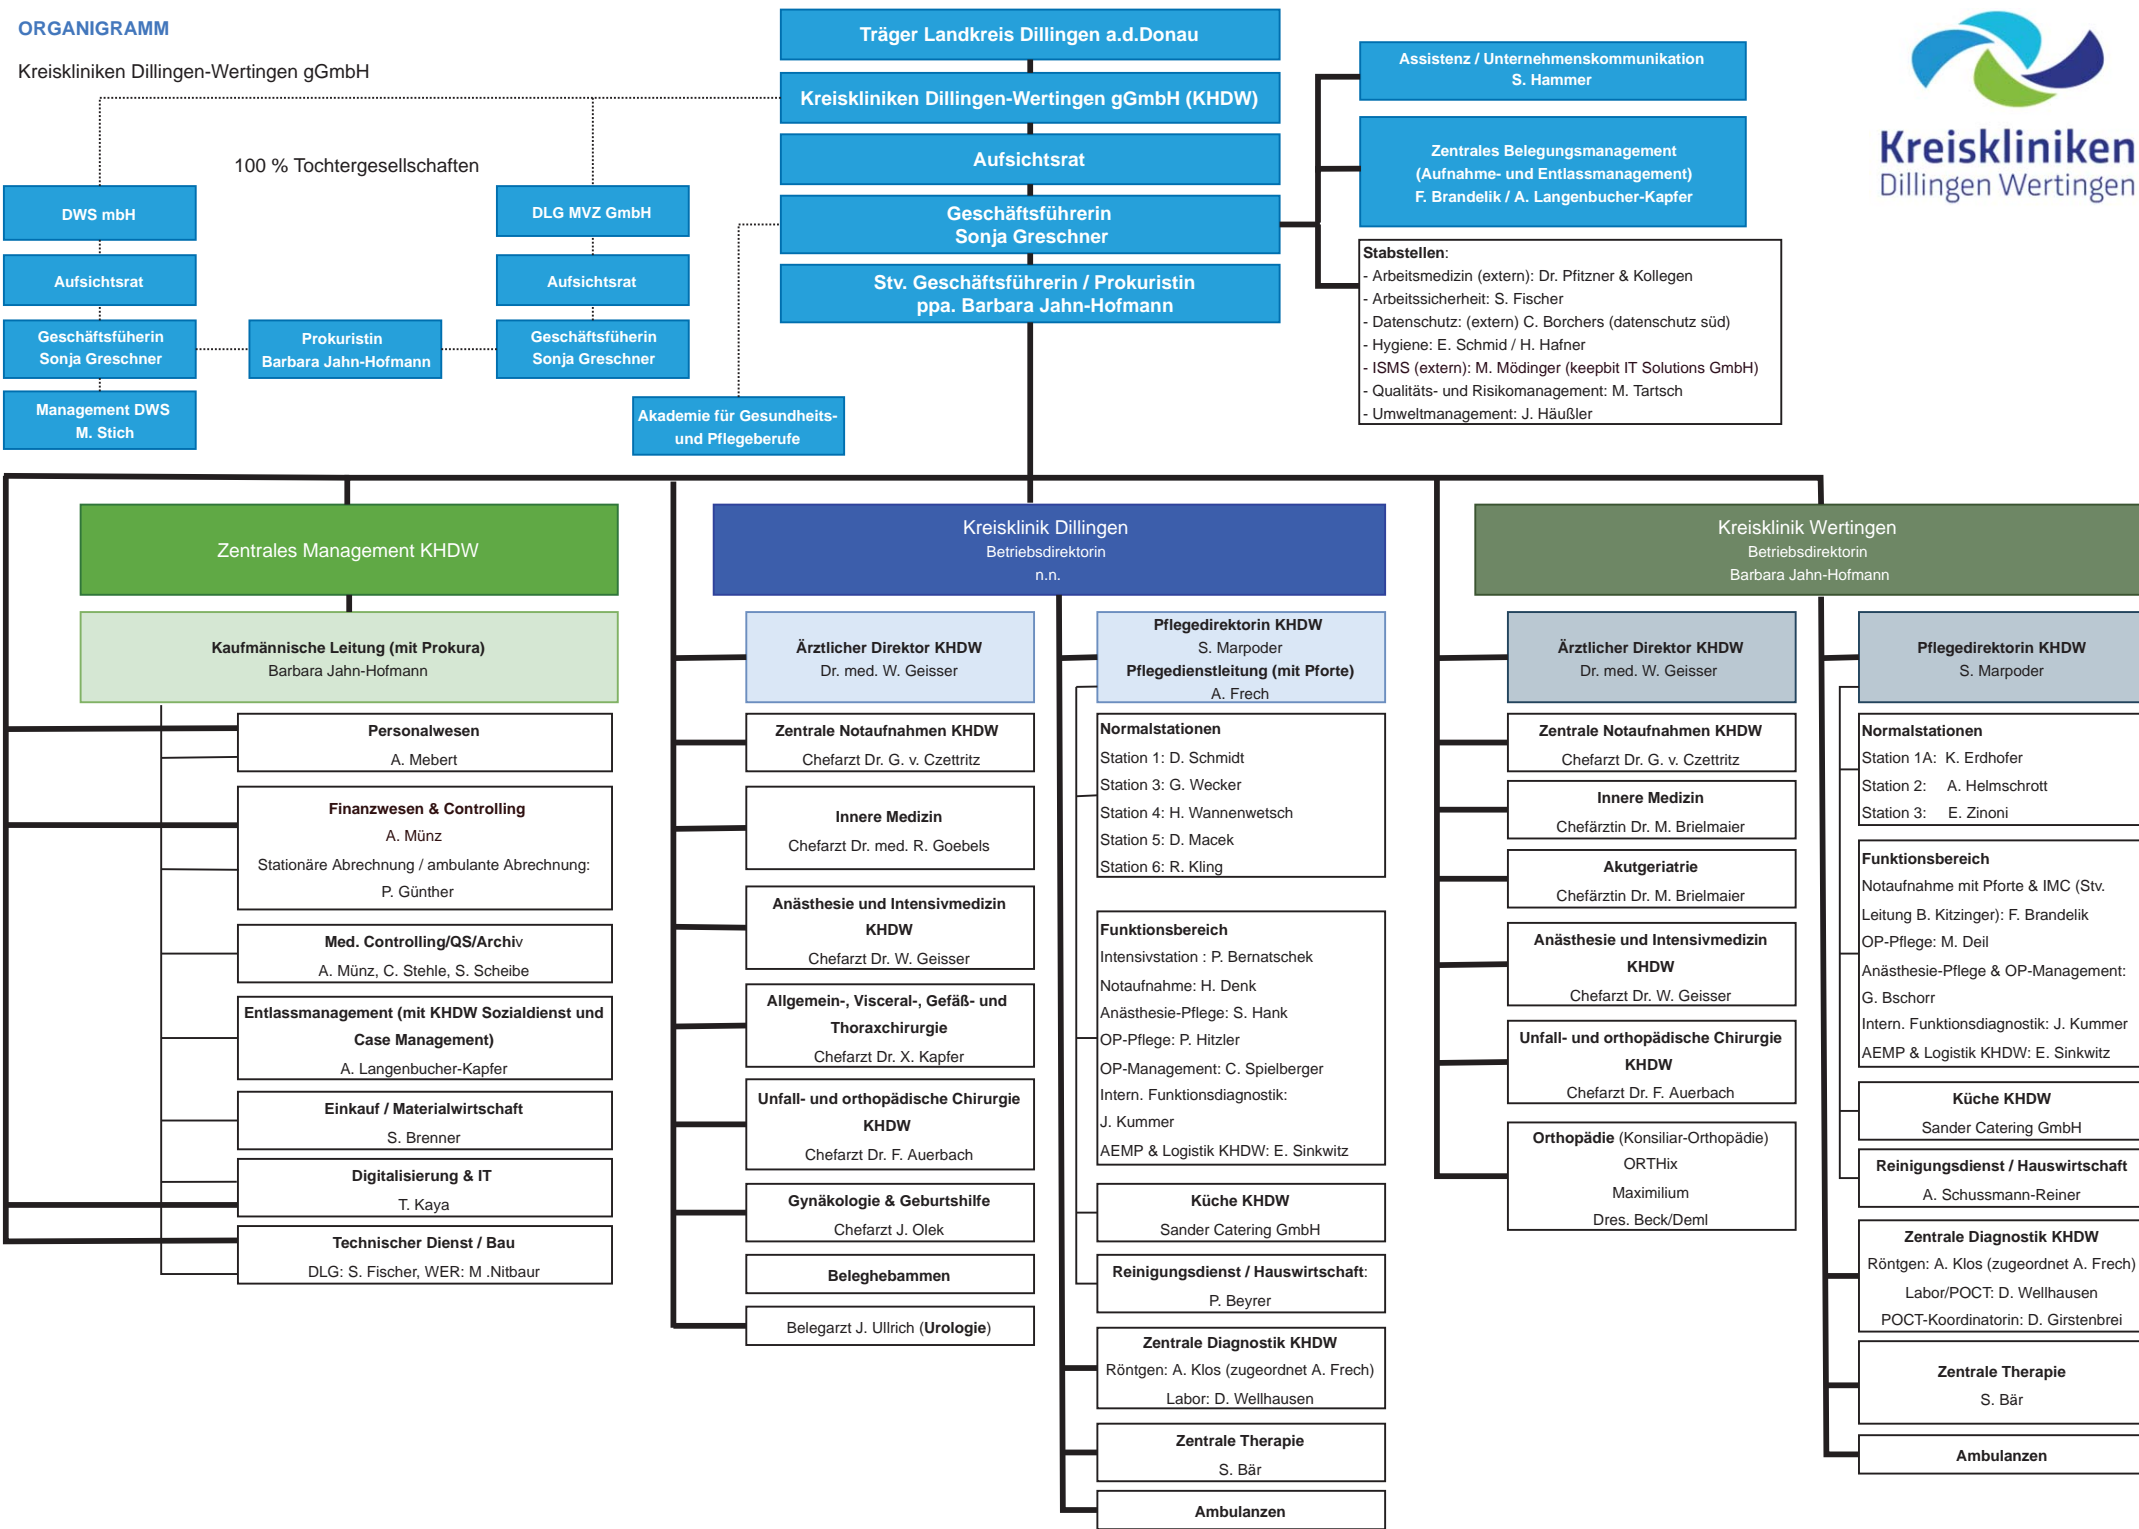 ORGANIGRAMM
Kreiskliniken Dillingen-Wertingen gGmbH
100 % Tochtergesellschaften
DWS mbH
Aufsichtsrat
Geschäftsfüherin
Sonja Greschner
Management DWS
M. Stich
Prokuristin
Barbara Jahn-Hofmann
DLG MVZ GmbH
Aufsichtsrat
Geschäftsfüherin
Sonja Greschner
Träger Landkreis Dillingen a.d.Donau
Kreiskliniken Dillingen-Wertingen gGmbH (KHDW)
Aufsichtsrat
Geschäftsführerin
Sonja Greschner
Stv. Geschäftsführerin / Prokuristin
ppa. Barbara Jahn-Hofmann
Akademie für Gesundheits-
und Pflegeberufe
Assistenz / Unternehmenskommunikation
S. Hammer
Zentrales Belegungsmanagement
(Aufnahme- und Entlassmanagement)
F. Brandelik / A. Langenbucher-Kapfer
Stabstellen:
- Arbeitsmedizin (extern): Dr. Pfitzner & Kollegen
- Arbeitssicherheit: S. Fischer
- Datenschutz: (extern) C. Borchers (datenschutz süd)
- Hygiene: E. Schmid / H. Hafner
- ISMS (extern): M. Mödinger (keepbit IT Solutions GmbH)
- Qualitäts- und Risikomanagement: M. Tartsch
- Umweltmanagement: J. Häußler
Kreiskliniken
Dillingen Wertingen
Zentrales Management KHDW
Kaufmännische Leitung (mit Prokura)
Barbara Jahn-Hofmann
Personalwesen
A. Mebert
Finanzwesen & Controlling
A. Münz
Stationäre Abrechnung / ambulante Abrechnung:
P. Günther
Med. Controlling/QS/Archiv
A. Münz, C. Stehle, S. Scheibe
Entlassmanagement (mit KHDW Sozialdienst und
Case Management)
A. Langenbucher-Kapfer
Einkauf / Materialwirtschaft
S. Brenner
Digitalisierung & IT
T. Kaya
Technischer Dienst / Bau
DLG: S. Fischer, WER: M .Nitbaur
Kreisklinik Dillingen
Betriebsdirektorin
n.n.
Ärztlicher Direktor KHDW
Dr. med. W. Geisser
Zentrale Notaufnahmen KHDW
Chefarzt Dr. G. v. Czettritz
Innere Medizin
Chefarzt Dr. med. R. Goebels
Anästhesie und Intensivmedizin
KHDW
Chefarzt Dr. W. Geisser
Allgemein-, Visceral-, Gefäß- und
Thoraxchirurgie
Chefarzt Dr. X. Kapfer
Unfall- und orthopädische Chirurgie
KHDW
Chefarzt Dr. F. Auerbach
Gynäkologie & Geburtshilfe
Chefarzt J. Olek
Beleghebammen
Belegarzt J. Ullrich (Urologie)
Pflegedirektorin KHDW
S. Marpoder
Pflegedienstleitung (mit Pforte)
A. Frech
Normalstationen
Station 1: D. Schmidt
Station 3: G. Wecker
Station 4: H. Wannenwetsch
Station 5: D. Macek
Station 6: R. Kling
Funktionsbereich
Intensivstation : P. Bernatschek
Notaufnahme: H. Denk
Anästhesie-Pflege: S. Hank
OP-Pflege: P. Hitzler
OP-Management: C. Spielberger
Intern. Funktionsdiagnostik:
J. Kummer
AEMP & Logistik KHDW: E. Sinkwitz
Küche KHDW
Sander Catering GmbH
Reinigungsdienst / Hauswirtschaft:
P. Beyrer
Zentrale Diagnostik KHDW
Röntgen: A. Klos (zugeordnet A. Frech)
Labor: D. Wellhausen
Zentrale Therapie
S. Bär
Ambulanzen
Kreisklinik Wertingen
Betriebsdirektorin
Barbara Jahn-Hofmann
Ärztlicher Direktor KHDW
Dr. med. W. Geisser
Zentrale Notaufnahmen KHDW
Chefarzt Dr. G. v. Czettritz
Innere Medizin
Chefärztin Dr. M. Brielmaier
Akutgeriatrie
Chefärztin Dr. M. Brielmaier
Anästhesie und Intensivmedizin
KHDW
Chefarzt Dr. W. Geisser
Unfall- und orthopädische Chirurgie
KHDW
Chefarzt Dr. F. Auerbach
Orthopädie (Konsiliar-Orthopädie)
ORTHix
Maximilium
Dres. Beck/Deml
Pflegedirektorin KHDW
S. Marpoder
Normalstationen
Station 1A: K. Erdhofer
Station 2: A. Helmschrott
Station 3: E. Zinoni
Funktionsbereich
Notaufnahme mit Pforte & IMC (Stv.
Leitung B. Kitzinger): F. Brandelik
OP-Pflege: M. Deil
Anästhesie-Pflege & OP-Management:
G. Bschorr
Intern. Funktionsdiagnostik: J. Kummer
AEMP & Logistik KHDW: E. Sinkwitz
Küche KHDW
Sander Catering GmbH
Reinigungsdienst / Hauswirtschaft
A. Schussmann-Reiner
Zentrale Diagnostik KHDW
Röntgen: A. Klos (zugeordnet A. Frech)
Labor/POCT: D. Wellhausen
POCT-Koordinatorin: D. Girstenbrei
Zentrale Therapie
S. Bär
Ambulanzen